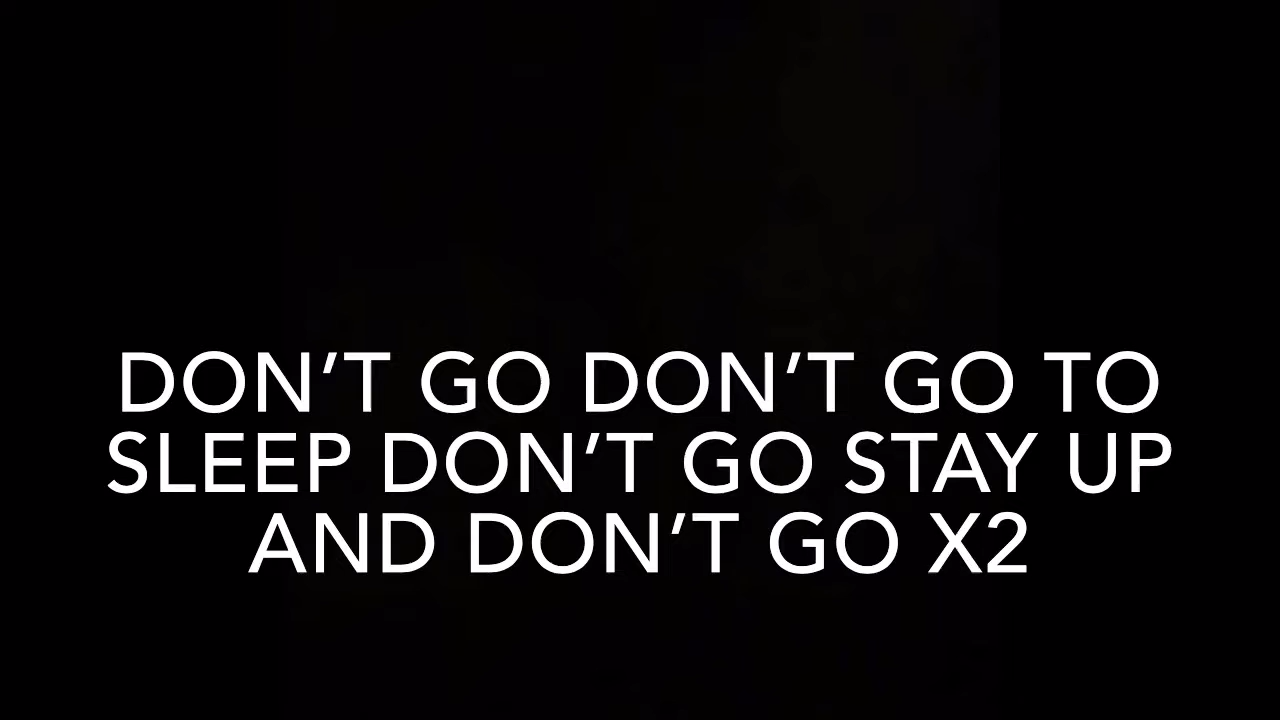 DON’T GO DON’T GO TO
SLEEP DON’T GO STAY UP
AND DON’T GO X2